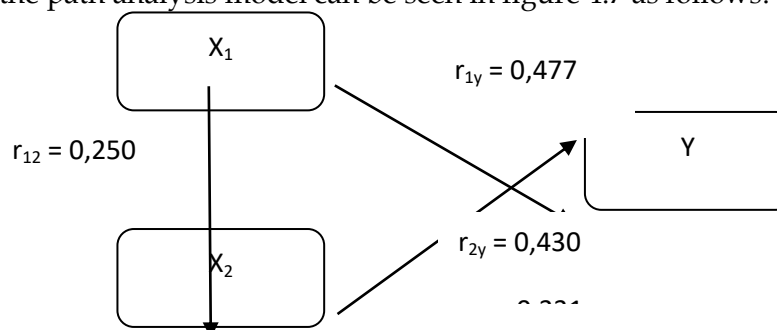 the path analysis model can be seen in figure 4.7 as follows:
X₁
r₁y = 0,477
r₁₂ = 0,250
Y
X₂
r₂y = 0,430